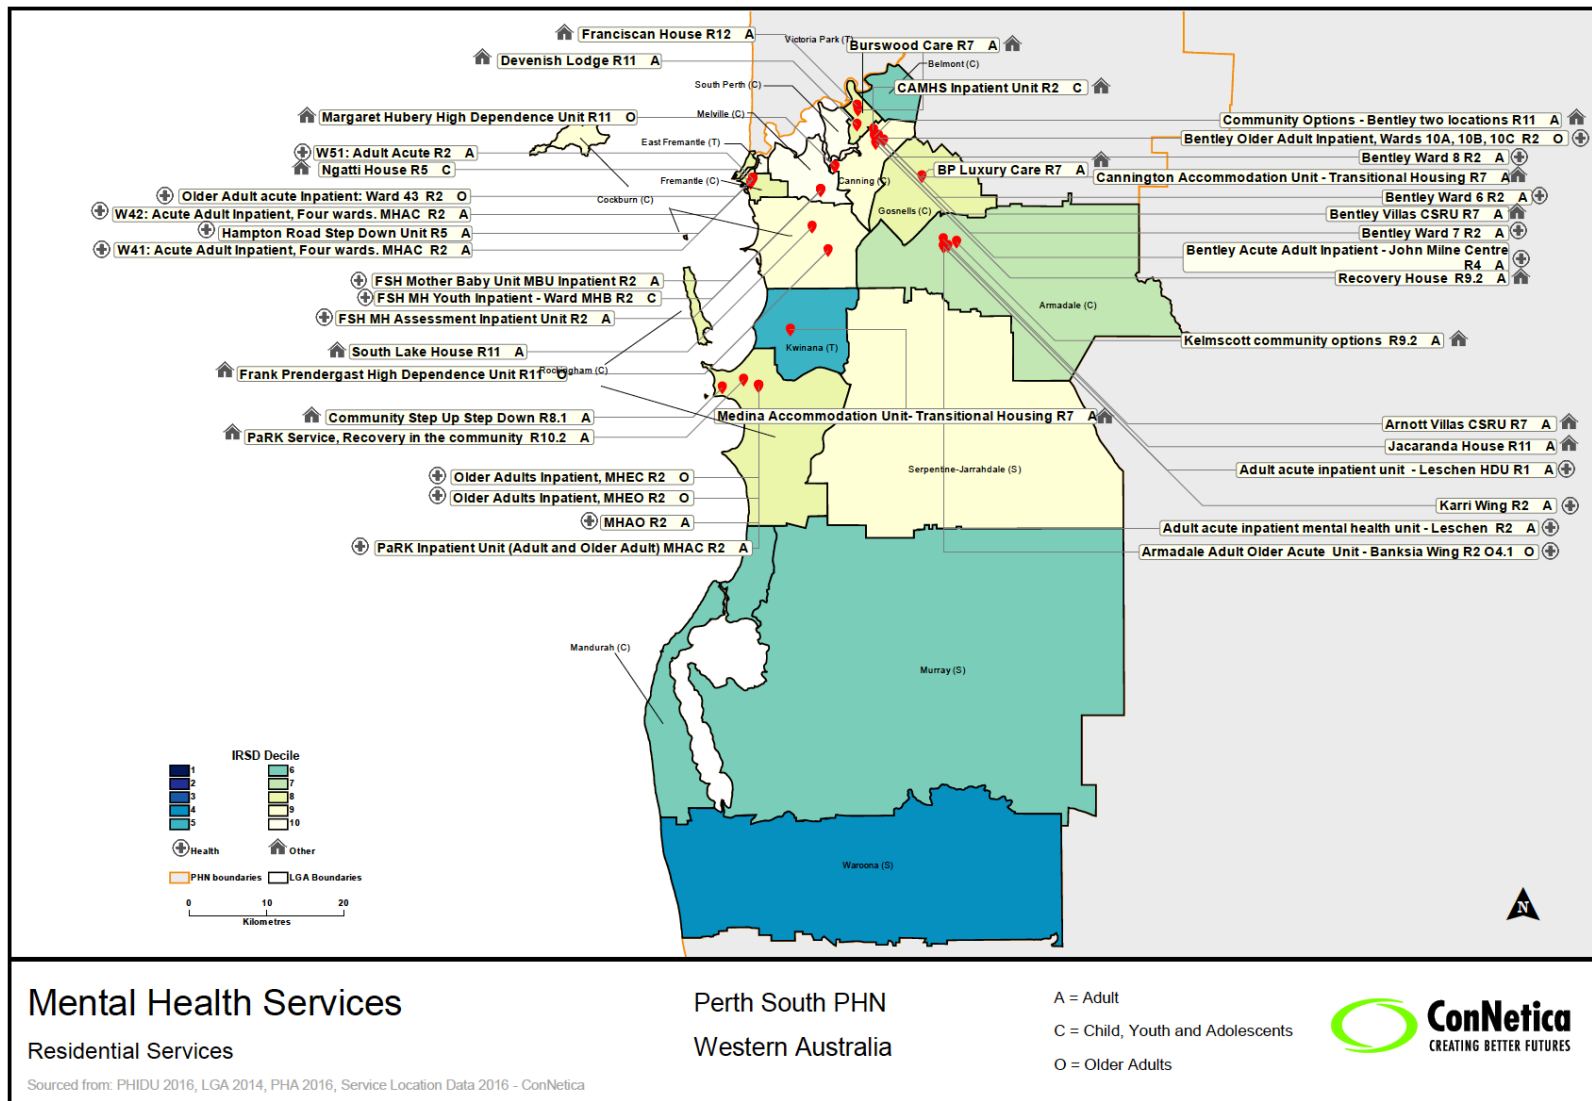 Franciscan House R12 A
Victoria Park (T)
Burswood Care R7 A
Devenish Lodge R11 A
Belmont (C)
South Perth (C)
CAMHS Inpatient Unit R2 C
Margaret Hubery High Dependence Unit R11 O
Melville (C)
Community Options - Bentley two locations R11 A
East Fremantle (T)
Bentley Older Adult Inpatient, Wards 10A, 10B, 10C R2 O
W51: Adult Acute R2 A
Bentley Ward 8 R2 A
Ngatti House R5 C
BP Luxury Care R7 A
Cannington Accommodation Unit - Transitional Housing R7 A
Fremantle (C)
Canning (C)
Older Adult acute Inpatient: Ward 43 R2 O
Cockburn (C)
Bentley Ward 6 R2 A
Gosnells (C)
W42: Acute Adult Inpatient, Four wards. MHAC R2 A
Bentley Villas CSRU R7 A
Hampton Road Step Down Unit R5 A
Bentley Ward 7 R2 A
W41: Acute Adult Inpatient, Four wards. MHAC R2 A
Bentley Acute Adult Inpatient - John Milne Centre
R4 A
FSH Mother Baby Unit MBU Inpatient R2 A
Recovery House R9.2 A
FSH MH Youth Inpatient - Ward MHB R2 C
Armadale (C)
FSH MH Assessment Inpatient Unit R2 A
Kelmscott community options R9.2 A
South Lake House R11 A
Kwinana (T)
Frank Prendergast High Dependence Unit R11 O
Rockingham (C)
Community Step Up Step Down R8.1 A
Medina Accommodation Unit- Transitional Housing R7 A
Arnott Villas CSRU R7 A
PaRK Service, Recovery in the community R10.2 A
Jacaranda House R11 A
Serpentine-Jarrahdale (S)
Adult acute inpatient unit - Leschen HDU R1 A
Older Adults Inpatient, MHEC R2 O
Older Adults Inpatient, MHEO R2 O
Karri Wing R2 A
MHAO R2 A
Adult acute inpatient mental health unit - Leschen R2 A
PaRK Inpatient Unit (Adult and Older Adult) MHAC R2 A
Armadale Adult Older Acute Unit - Banksia Wing R2 O4.1 O
Mandurah (C)
Murray (S)
Waroona (S)
IRSD Decile
1 6
2 7
3 8
4 9
5 10
Health Other
PHN boundaries LGA Boundaries
0 10 20
Kilometres
N
Mental Health Services
Residential Services
Sourced from: PHIDU 2016, LGA 2014, PHA 2016, Service Location Data 2016 - ConNetica
Perth South PHN
Western Australia
A = Adult
C = Child, Youth and Adolescents
O = Older Adults
ConNetica
CREATING BETTER FUTURES